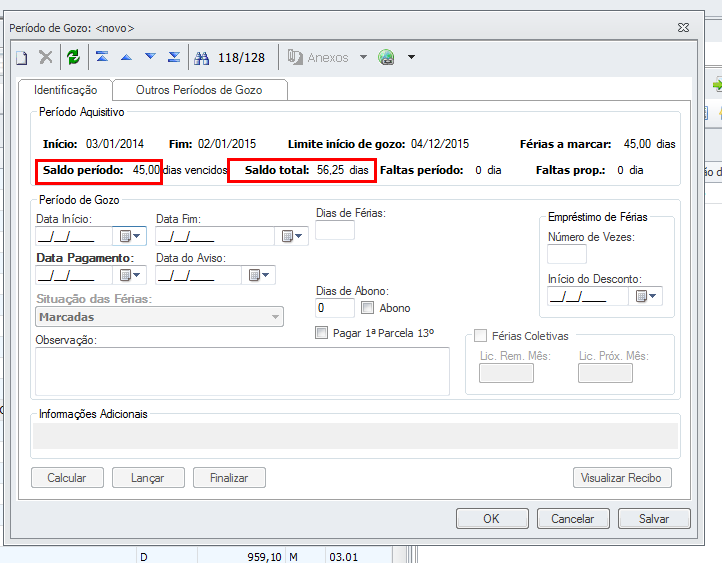 Período de Gozo: <novo>
118/128 Anexos
Identificação Outros Períodos de Gozo
Período Aquisitivo
Início: 03/01/2014 Fim: 02/01/2015 Limite início de gozo: 04/12/2015 Férias a marcar: 45,00 dias
Saldo período: 45,00 dias vencidos Saldo total: 56,25 dias Faltas período: 0 dia Faltas prop.: 0 dia
Período de Gozo
Data Início: Data Fim: Dias de Férias: Empréstimo de Férias
__/__/____ __/__/____ Número de Vezes:
Data Pagamento: Data do Aviso:
__/__/____ __/__/____ Início do Desconto:
Situação das Férias: Dias de Abono: __/__/____
Marcadas 0 Abono
Observação: Pagar 1ª Parcela 13º Férias Coletivas
Lic. Rem. Mês: Lic. Próx. Mês:
Informações Adicionais
Calcular Lançar Finalizar Visualizar Recibo
OK Cancelar Salvar
D 959,10 M 03.01